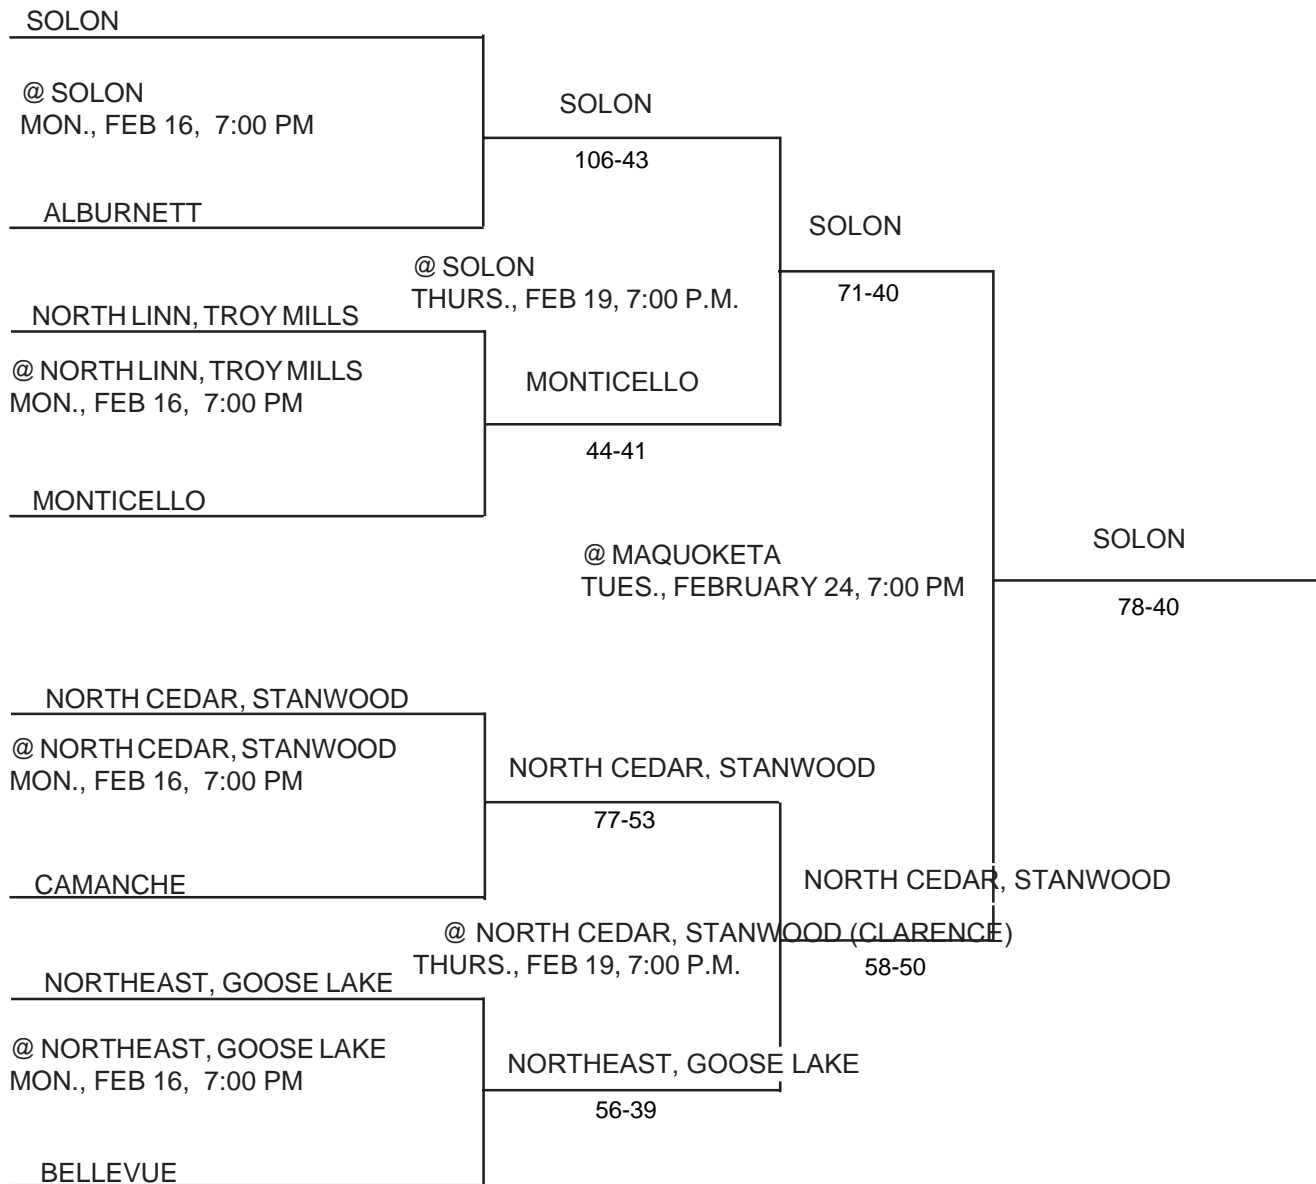 SOLON
@ SOLON
MON., FEB 16, 7:00 PM
SOLON
106-43
ALBURNETT
SOLON
@ SOLON
THURS., FEB 19, 7:00 P.M.
71-40
NORTH LINN, TROY MILLS
@ NORTH LINN, TROY MILLS
MON., FEB 16, 7:00 PM
MONTICELLO
44-41
MONTICELLO
@ MAQUOKETA
TUES., FEBRUARY 24, 7:00 PM
SOLON
78-40
NORTH CEDAR, STANWOOD
@ NORTH CEDAR, STANWOOD
MON., FEB 16, 7:00 PM
NORTH CEDAR, STANWOOD
77-53
CAMANCHE
NORTH CEDAR, STANWOOD
@ NORTH CEDAR, STANWOOD (CLARENCE)
THURS., FEB 19, 7:00 P.M.
58-50
NORTHEAST, GOOSE LAKE
@ NORTHEAST, GOOSE LAKE
MON., FEB 16, 7:00 PM
NORTHEAST, GOOSE LAKE
56-39
BELLEVUE